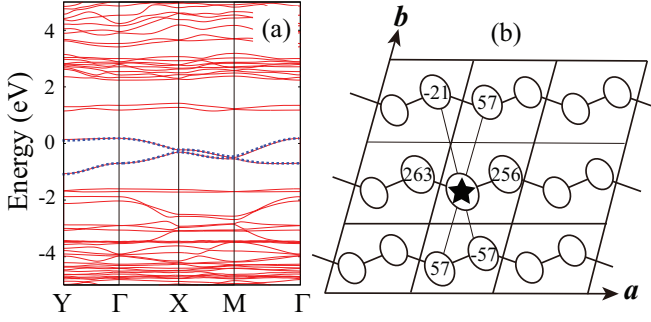 (a)
Energy (eV)
4
2
0
-2
-4
Y Γ X M Γ
(b)
b
-21 57
263 256
57 -57
a